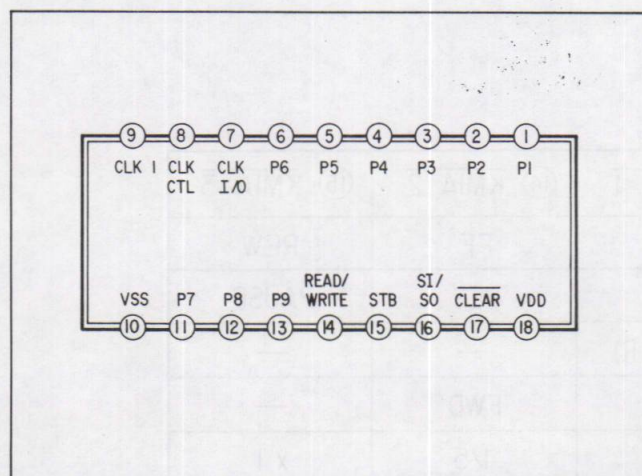 9 8 7 6 5 4 3 2 1
CLK 1 CLK CLK P6 P5 P4 P3 P2 P1
CTL I/O
READ/ SI/
VSS P7 P8 P9 WRITE STB SO CLEAR VDD
10 11 12 13 14 15 16 17 18